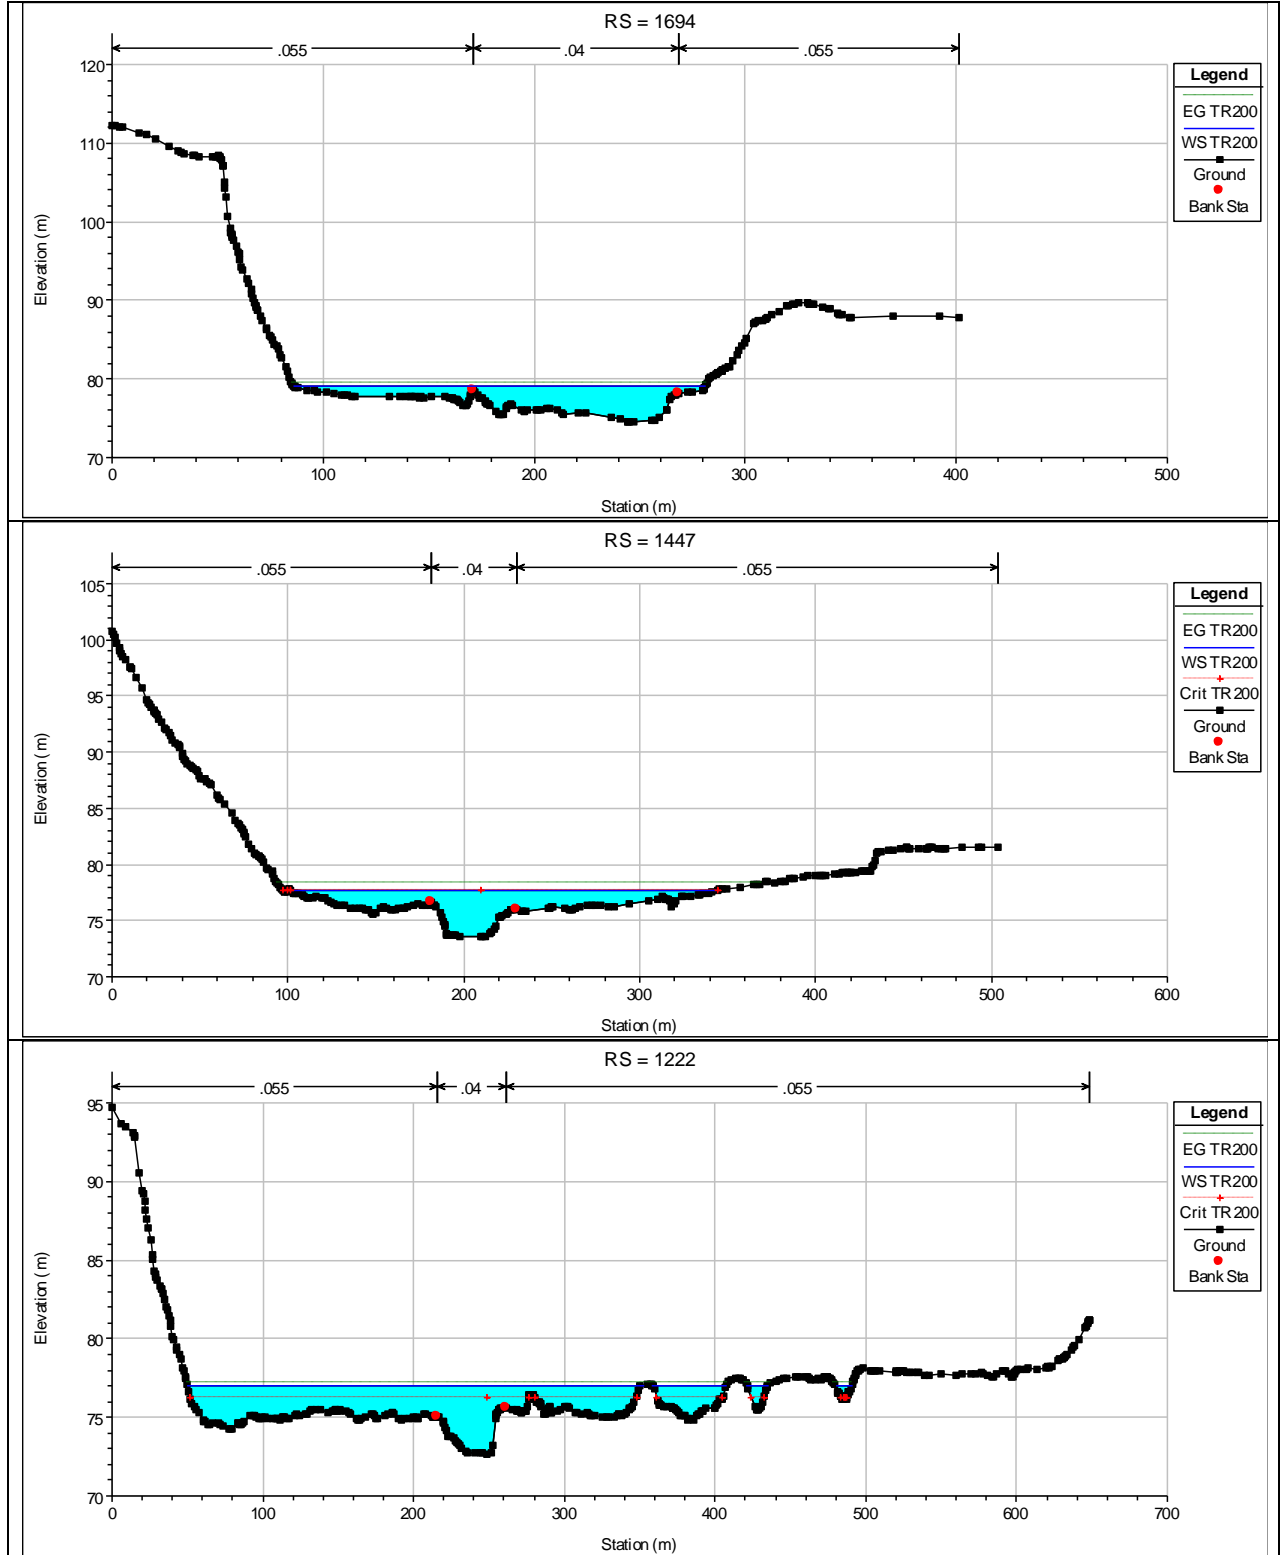 RS = 1694
.055 .04 .055
120
110
100
90
80
70
0 100 200 300 400 500
Elevation (m)
Station (m)
Legend
EG TR200
WS TR200
Ground
Bank Sta
RS = 1447
.055 .04 .055
105
100
95
90
85
80
75
70
0 100 200 300 400 500 600
Elevation (m)
Station (m)
Legend
EG TR200
WS TR200
Crit TR200
Ground
Bank Sta
RS = 1222
.055 .04 .055
95
90
85
80
75
70
0 100 200 300 400 500 600 700
Elevation (m)
Station (m)
Legend
EG TR200
WS TR200
Crit TR200
Ground
Bank Sta